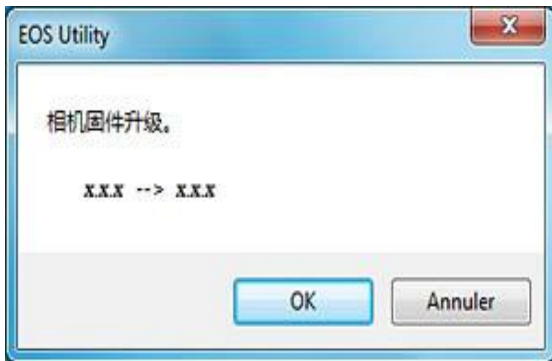 EOS Utility
相机固件升级。
x.x.x --> x.x.x
OK
Annuler